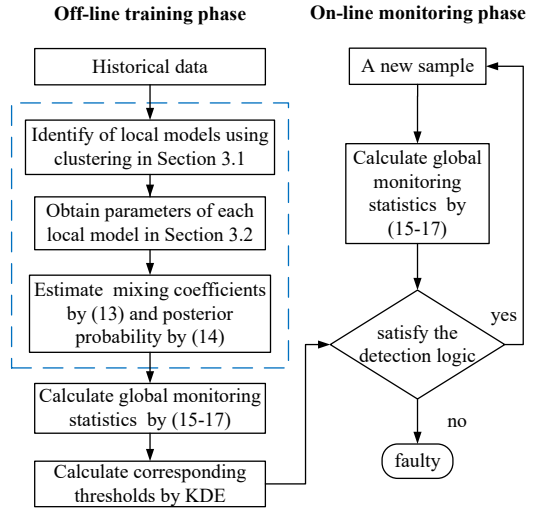 Off-line training phase
Historical data
Identify of local models using
clustering in Section 3.1
Obtain parameters of each
local model in Section 3.2
Estimate mixing coefficients
by (13) and posterior
probability by (14)
Calculate global monitoring
statistics by (15-17)
Calculate corresponding
thresholds by KDE
On-line monitoring phase
A new sample
Calculate global
monitoring
statistics by
(15-17)
satisfy the
detection logic
yes
no
faulty